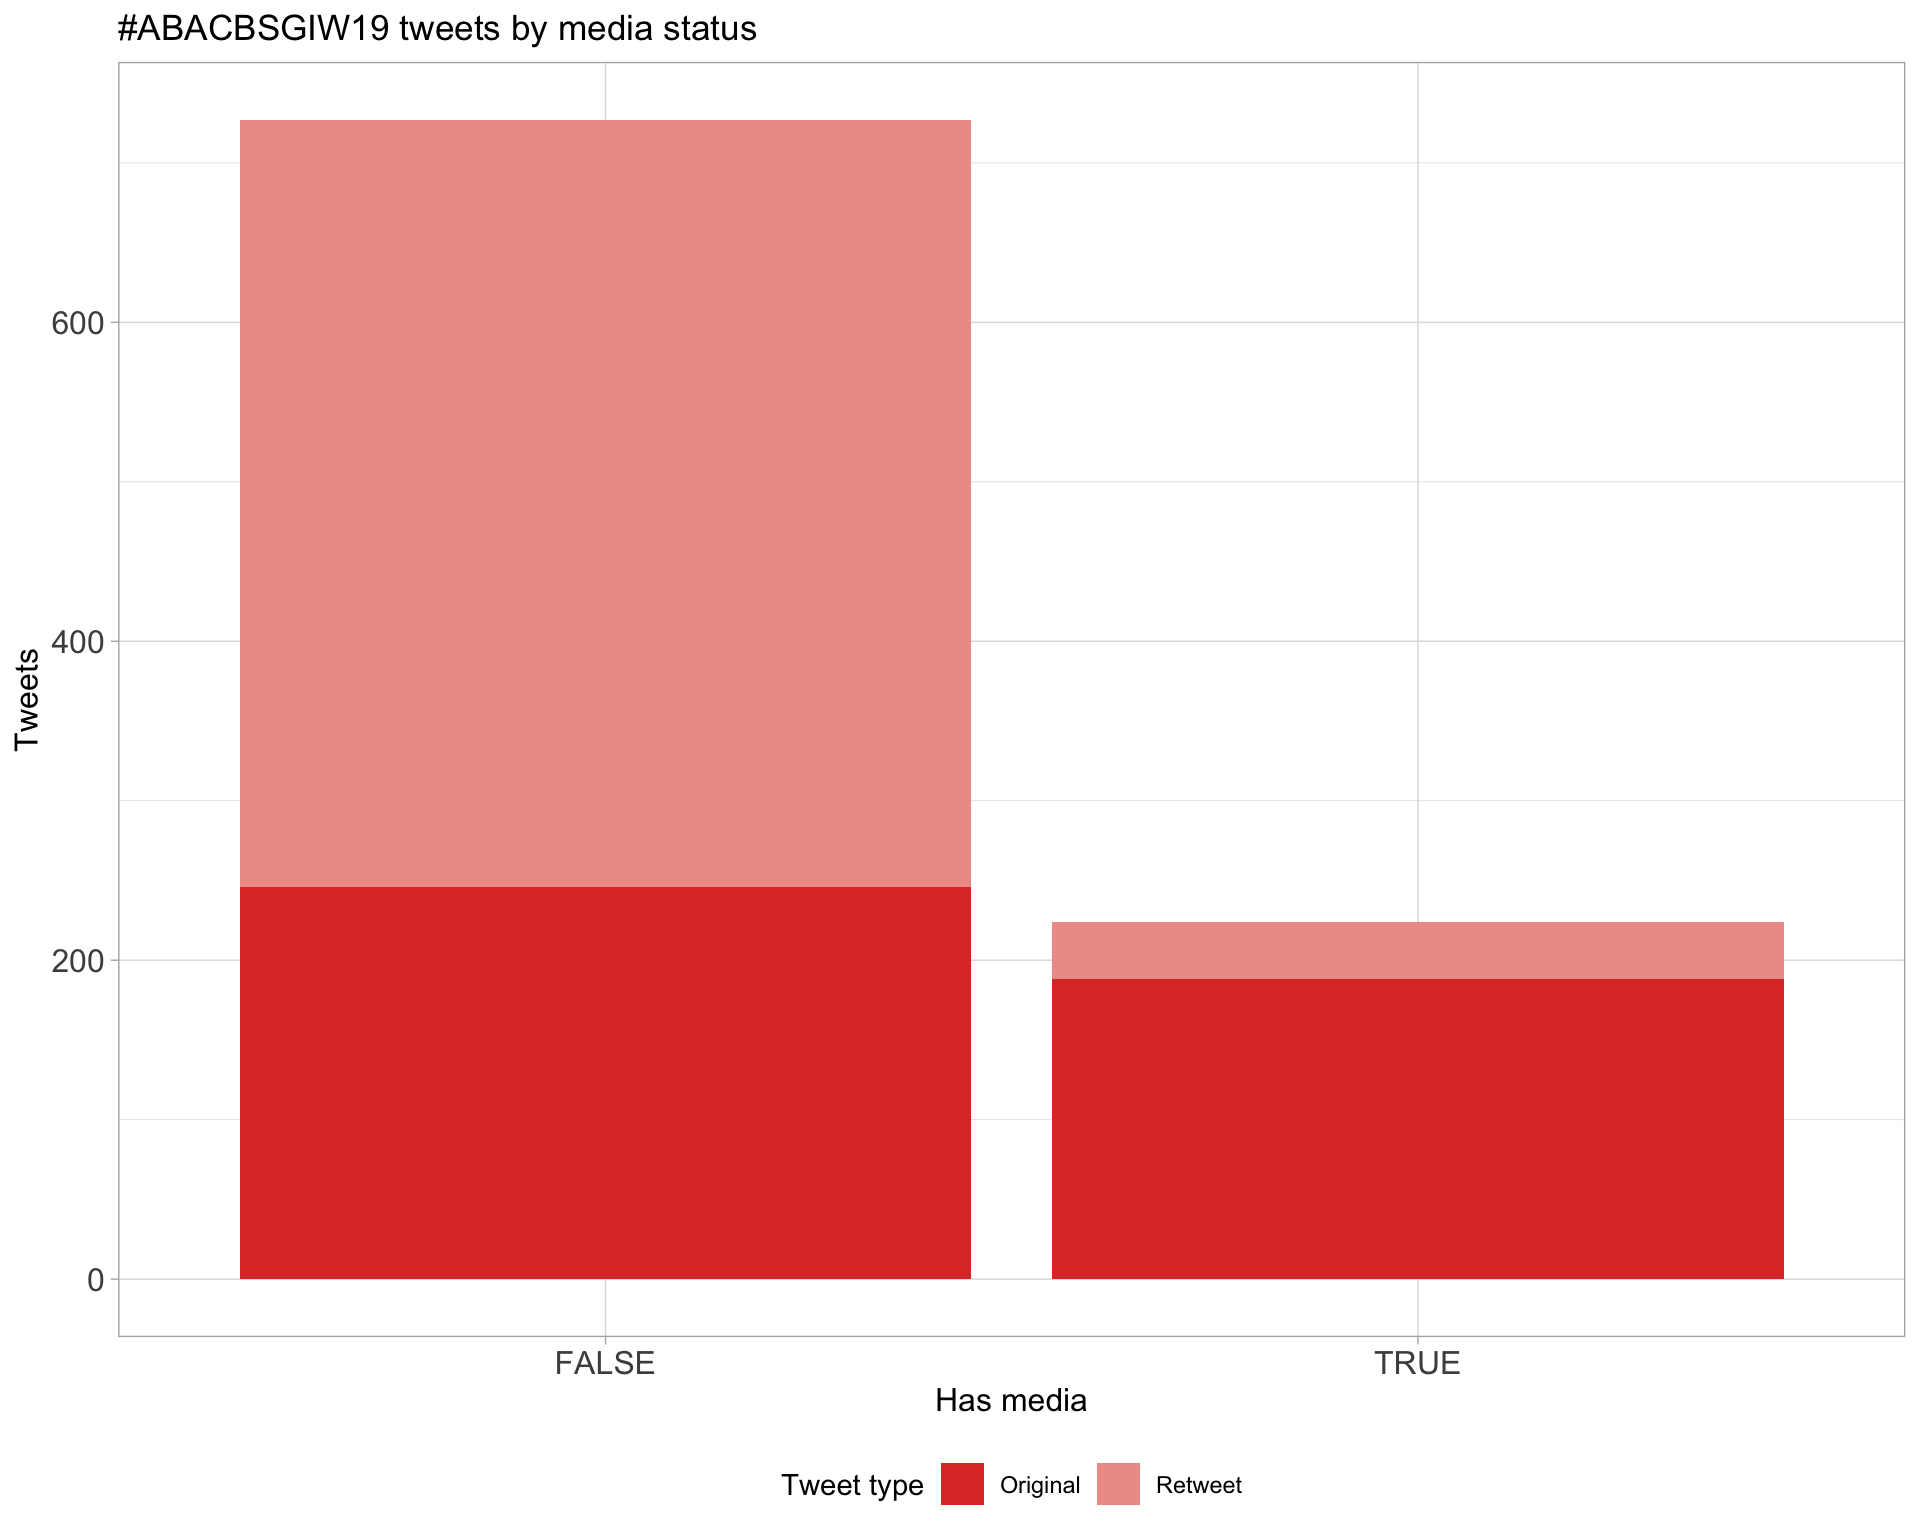 #ABACBSGIW19 tweets by media status
Tweets
600
400
200
0
FALSE TRUE
Has media
Tweet type Original Retweet